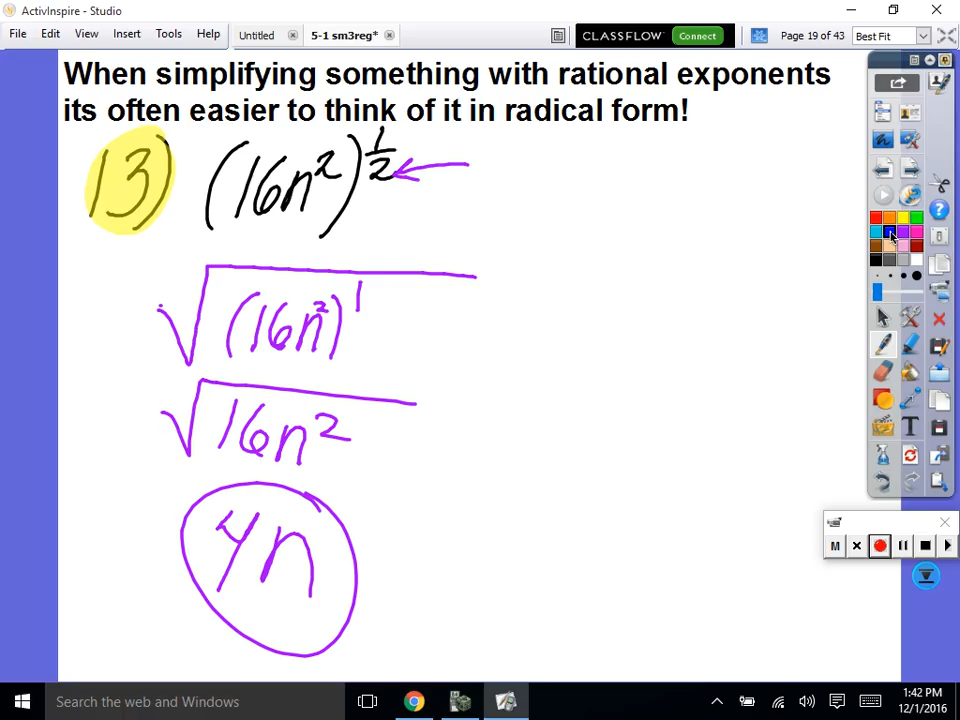 ActivInspire - Studio
File Edit View Insert Tools Help Untitled 5-1 sm3reg* CLASSFLOW Connect Page 19 of 43 Best Fit
When simplifying something with rational exponents
its often easier to think of it in radical form!
13) (16n²)^½
√(16n²)¹
√16n²
4n
M
Search the web and Windows
1:42 PM
12/1/2016